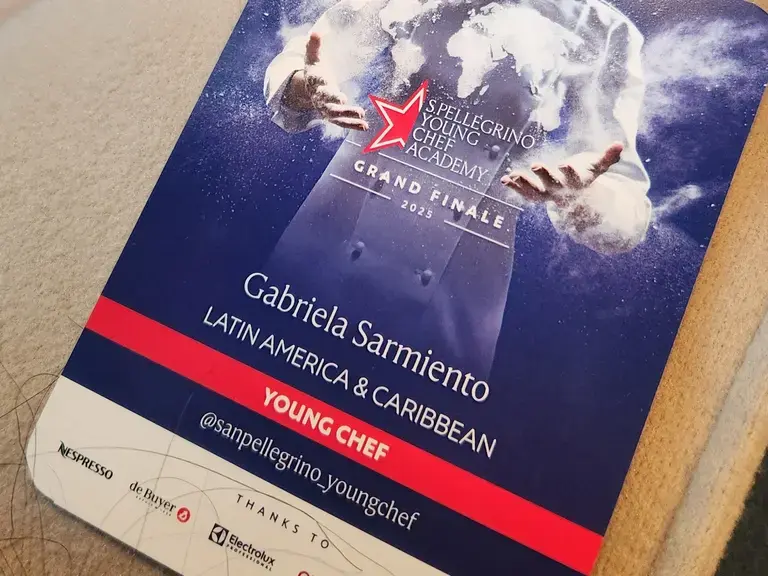 S.PELLEGRINO
YOUNG
CHEF
ACADEMY
GRAND FINALE
2025
Gabriela Sarmiento
LATIN AMERICA & CARIBBEAN
YOUNG CHEF
@sanpellegrino_youngchef
THANKS TO
NESPRESSO
de Buyer
Electrolux
PROFESSIONAL